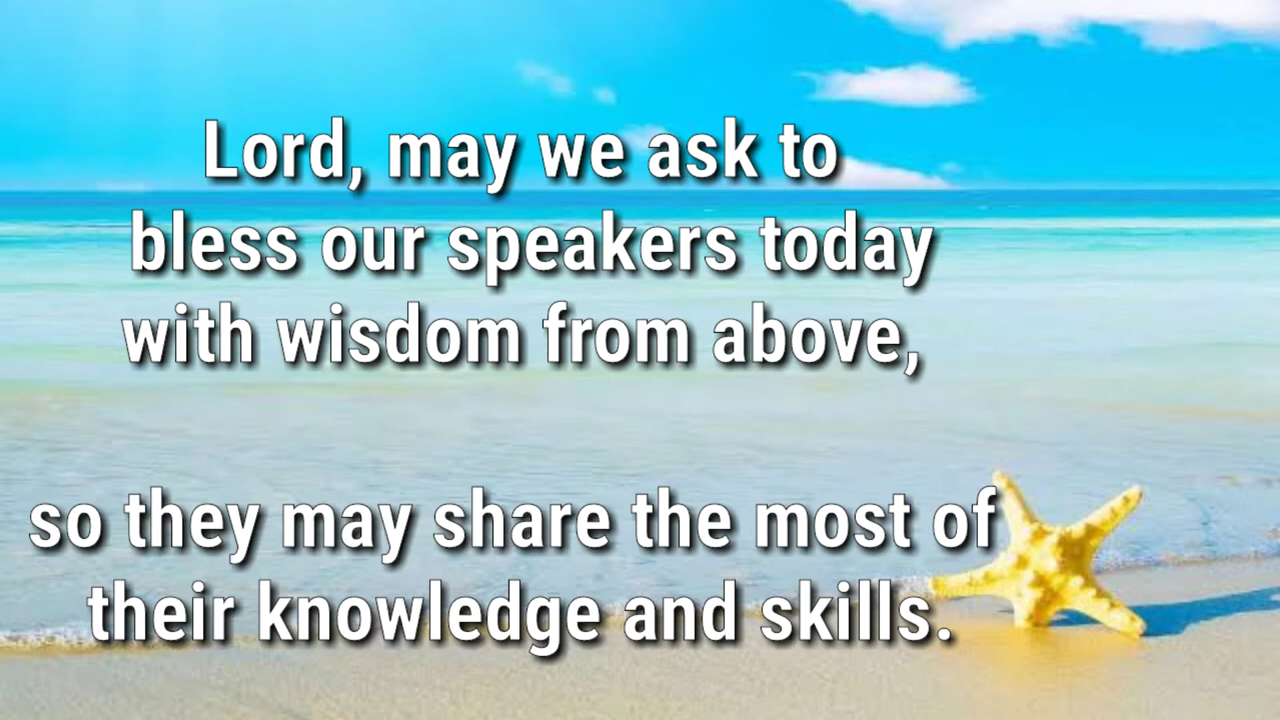 Lord, may we ask to
bless our speakers today
with wisdom from above,
so they may share the most of
their knowledge and skills.